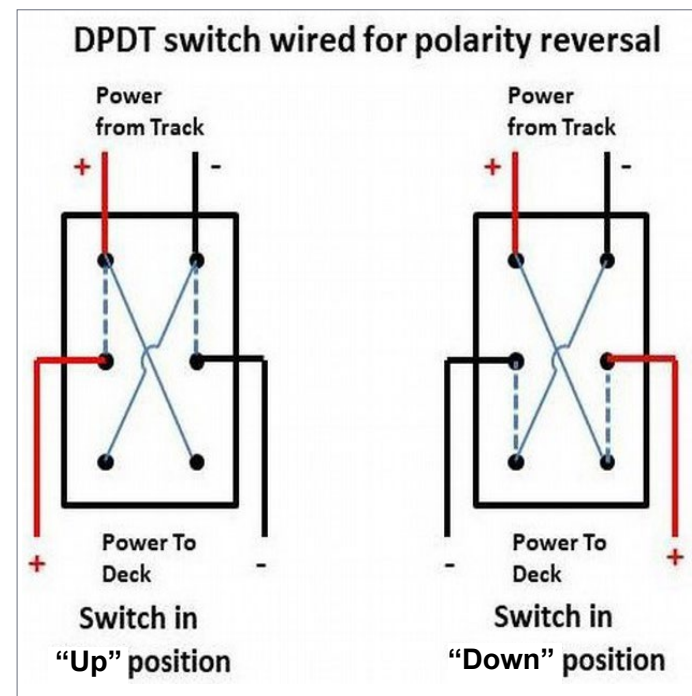 DPDT switch wired for polarity reversal
Power
from Track
+ -
+ -
Power To
Deck
Switch in
“Up” position
Power
from Track
+ -
- +
Power To
Deck
Switch in
“Down” position